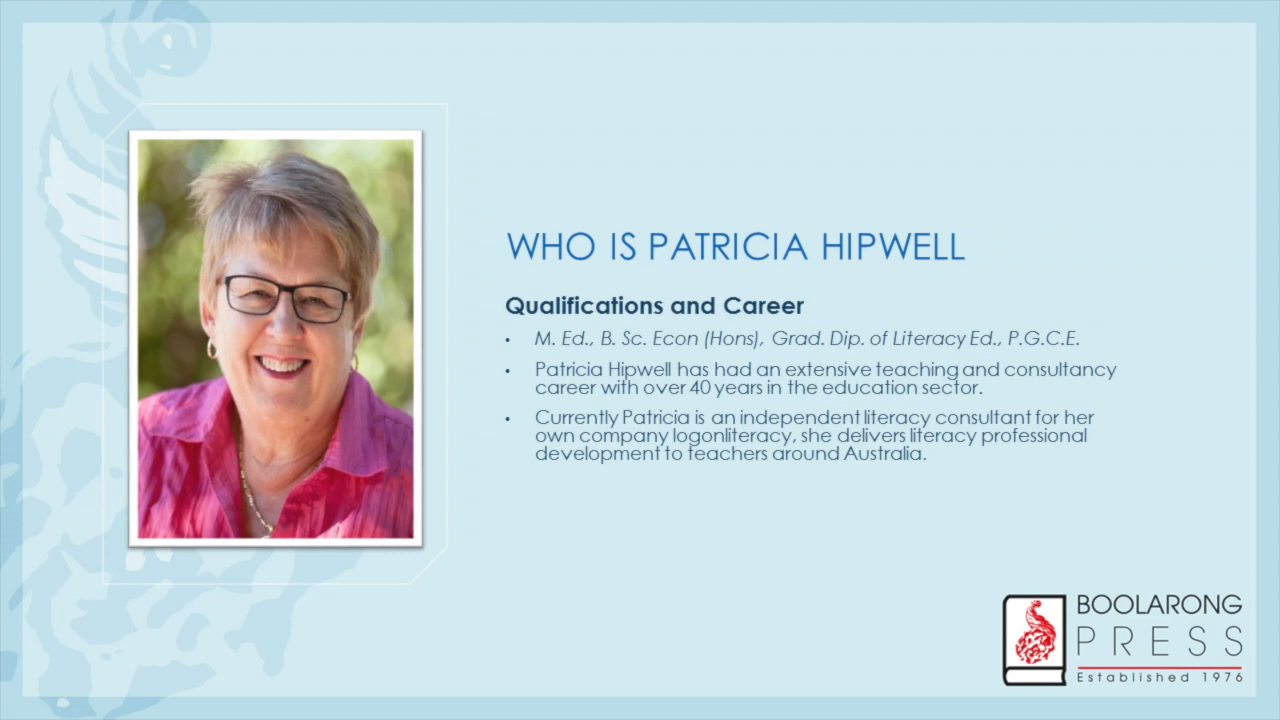 WHO IS PATRICIA HIPWELL
Qualifications and Career
• M. Ed., B. Sc. Econ (Hons), Grad. Dip. of Literacy Ed., P.G.C.E.
• Patricia Hipwell has had an extensive teaching and consultancy
career with over 40 years in the education sector.
• Currently Patricia is an independent literacy consultant for her
own company logonliteracy, she delivers literacy professional
development to teachers around Australia.
BOOLARONG
PRESS
Established 1976